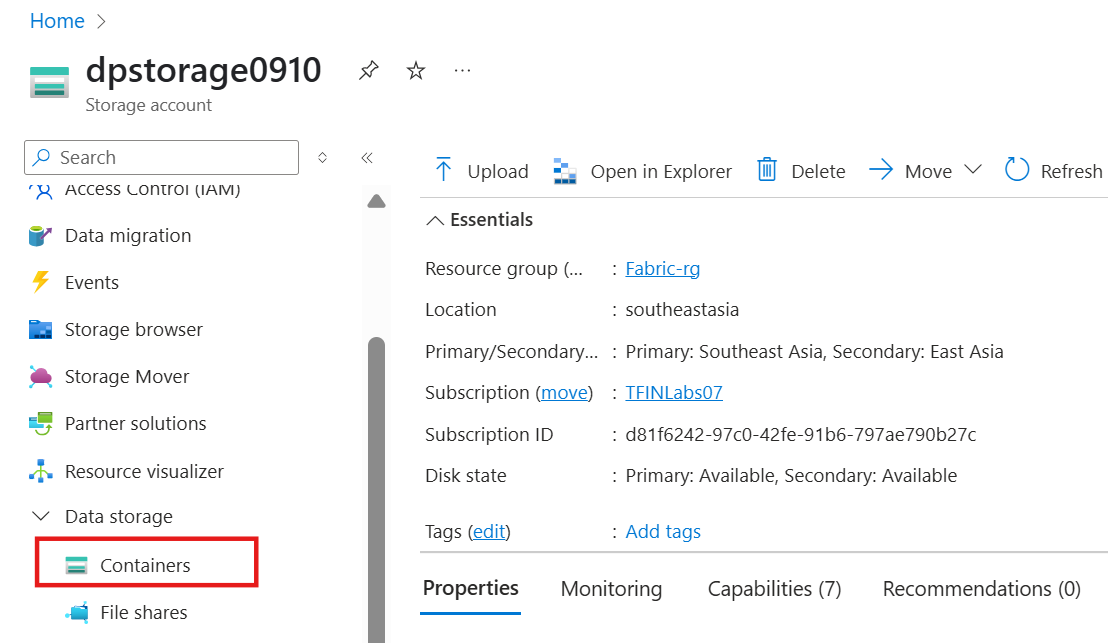 Home
dpstorage0910
Storage account
Search
Access Control (IAM)
Data migration
Events
Storage browser
Storage Mover
Partner solutions
Resource visualizer
Data storage
Containers
File shares
Upload Open in Explorer Delete Move Refresh
Essentials
Resource group (... : Fabric-rg
Location : southeastasia
Primary/Secondary... : Primary: Southeast Asia, Secondary: East Asia
Subscription (move) : TFINLabs07
Subscription ID : d81f6242-97c0-42fe-91b6-797ae790b27c
Disk state : Primary: Available, Secondary: Available
Tags (edit) : Add tags
Properties Monitoring Capabilities (7) Recommendations (0)